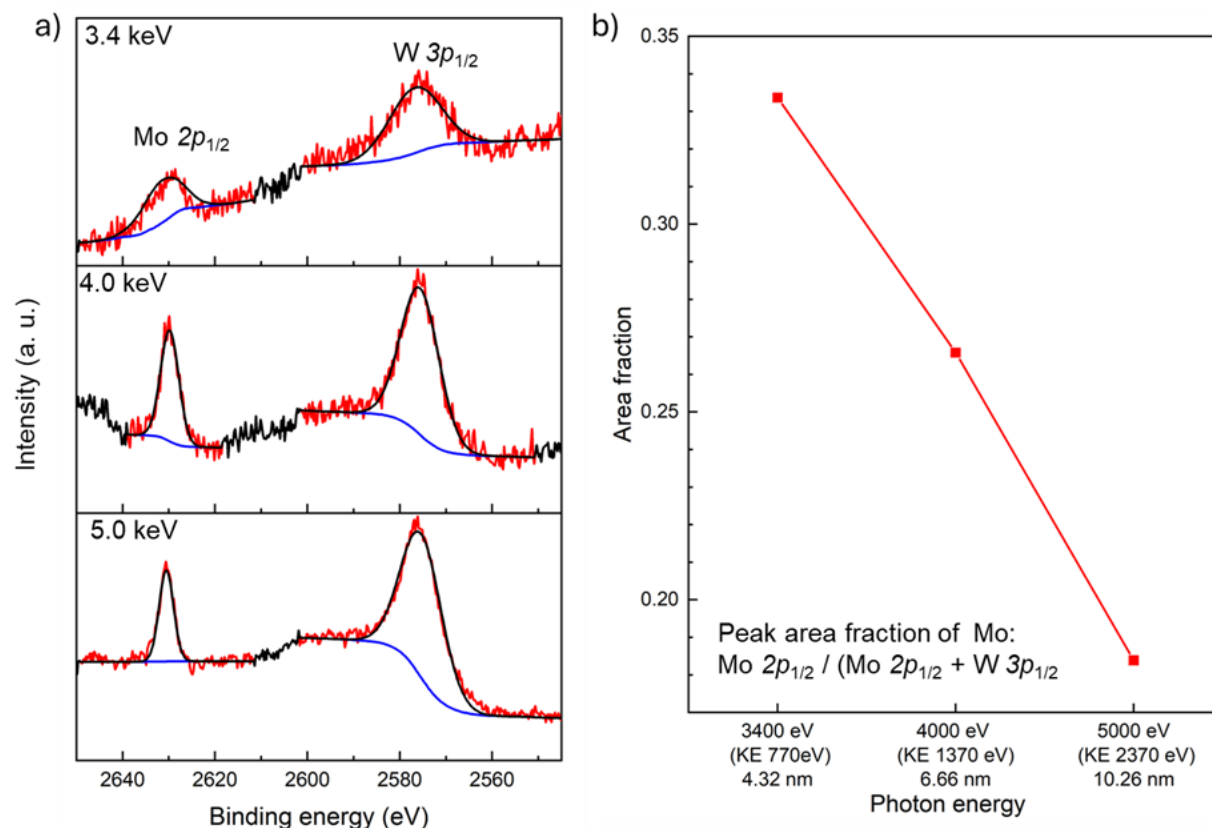 a)
3.4 keV
W 3p1/2
Mo 2p1/2
4.0 keV
5.0 keV
Intensity (a. u.)
2640 2620 2600 2580 2560
Binding energy (eV)
b)
0.35
0.30
0.25
0.20
Area fraction
Peak area fraction of Mo:
Mo 2p1/2 / (Mo 2p1/2 + W 3p1/2
3400 eV 4000 eV 5000 eV
(KE 770eV) (KE 1370 eV) (KE 2370 eV)
4.32 nm 6.66 nm 10.26 nm
Photon energy